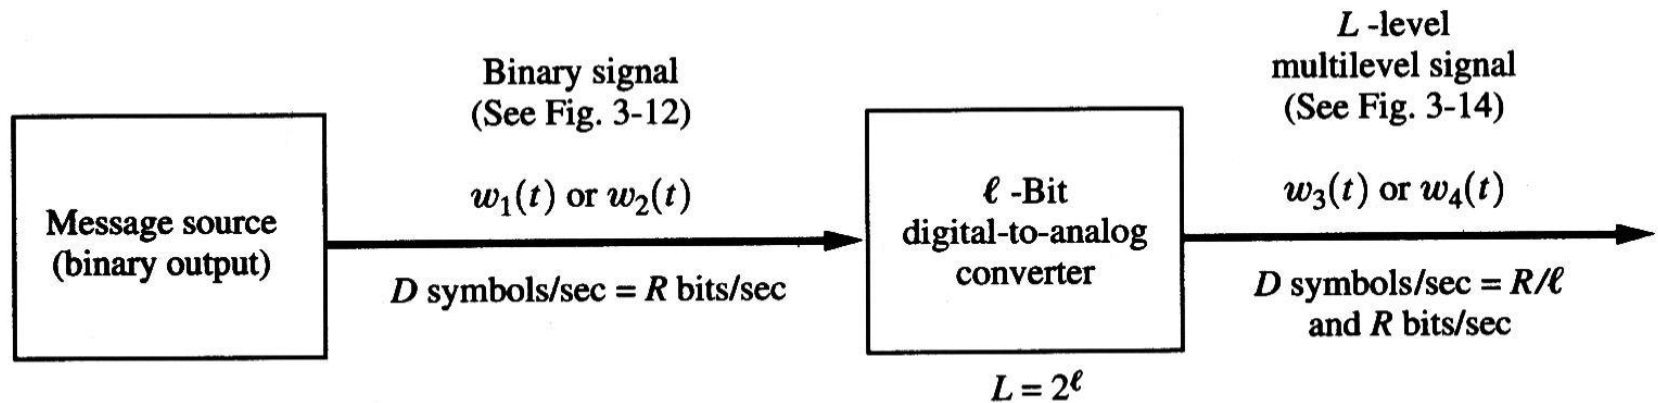 Message source
(binary output)
Binary signal
(See Fig. 3-12)
w₁(t) or w₂(t)
D symbols/sec = R bits/sec
ℓ -Bit
digital-to-analog
converter
L = 2^ℓ
L -level
multilevel signal
(See Fig. 3-14)
w₃(t) or w₄(t)
D symbols/sec = R/ℓ
and R bits/sec